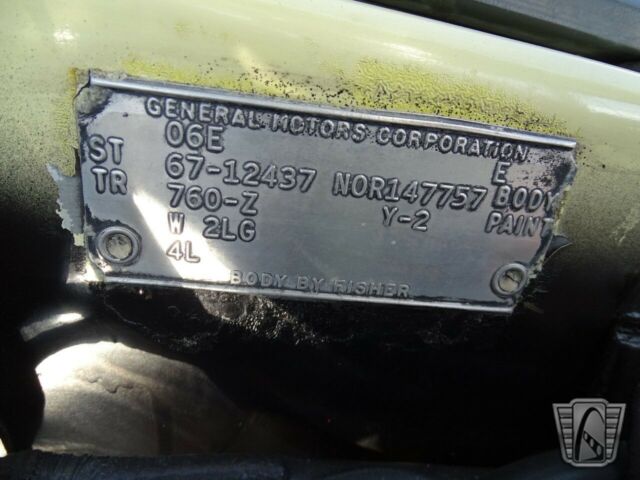 GENERAL MOTORS CORPORATION
06E E
ST 67-12437 NOR147757 BODY
TR 760-Z Y-2 PAINT
W 2LG
4L
BODY BY FISHER